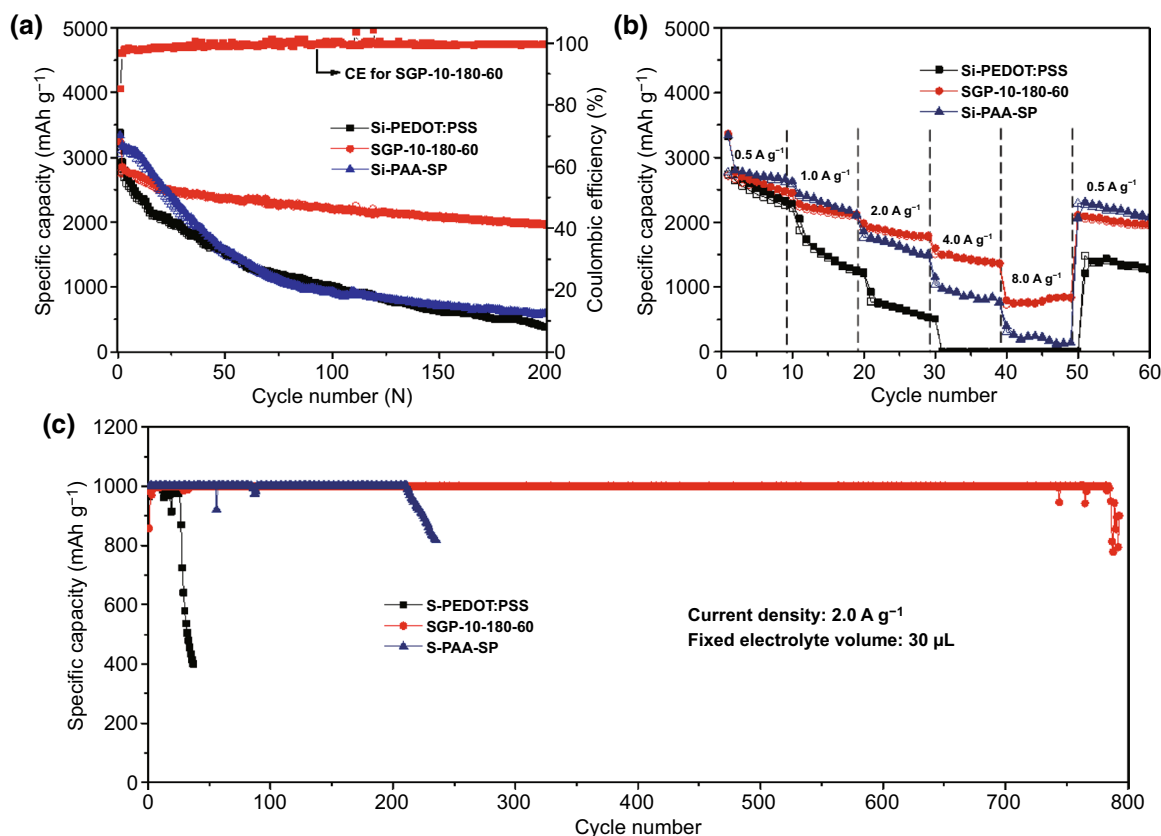 (a)
5000
4000
3000
2000
1000
0
Specific capacity (mAh g⁻¹)
100
80
60
40
20
0
Coulombic efficiency (%)
CE for SGP-10-180-60
Si-PEDOT:PSS
SGP-10-180-60
Si-PAA-SP
0 50 100 150 200
Cycle number (N)
(b)
5000
4000
3000
2000
1000
0
Specific capacity (mAh g⁻¹)
Si-PEDOT:PSS
SGP-10-180-60
Si-PAA-SP
0.5 A g⁻¹
1.0 A g⁻¹
2.0 A g⁻¹
4.0 A g⁻¹
8.0 A g⁻¹
0.5 A g⁻¹
0 10 20 30 40 50 60
Cycle number
(c)
1200
1000
800
600
400
200
0
Specific capacity (mAh g⁻¹)
S-PEDOT:PSS
SGP-10-180-60
S-PAA-SP
Current density: 2.0 A g⁻¹
Fixed electrolyte volume: 30 µL
0 100 200 300 400 500 600 700 800
Cycle number